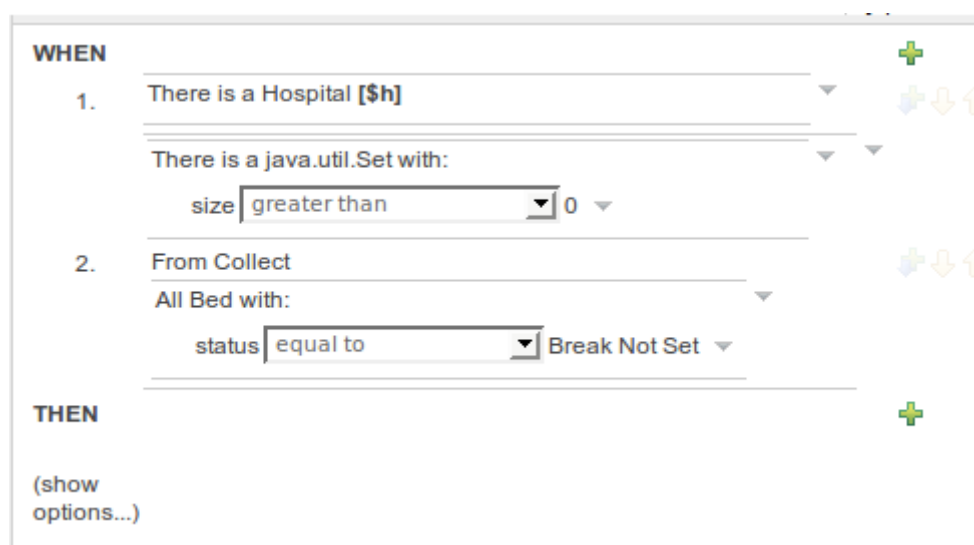 WHEN
1. There is a Hospital [$h]
There is a java.util.Set with:
size greater than 0
2. From Collect
All Bed with:
status equal to Break Not Set
THEN
(show
options...)